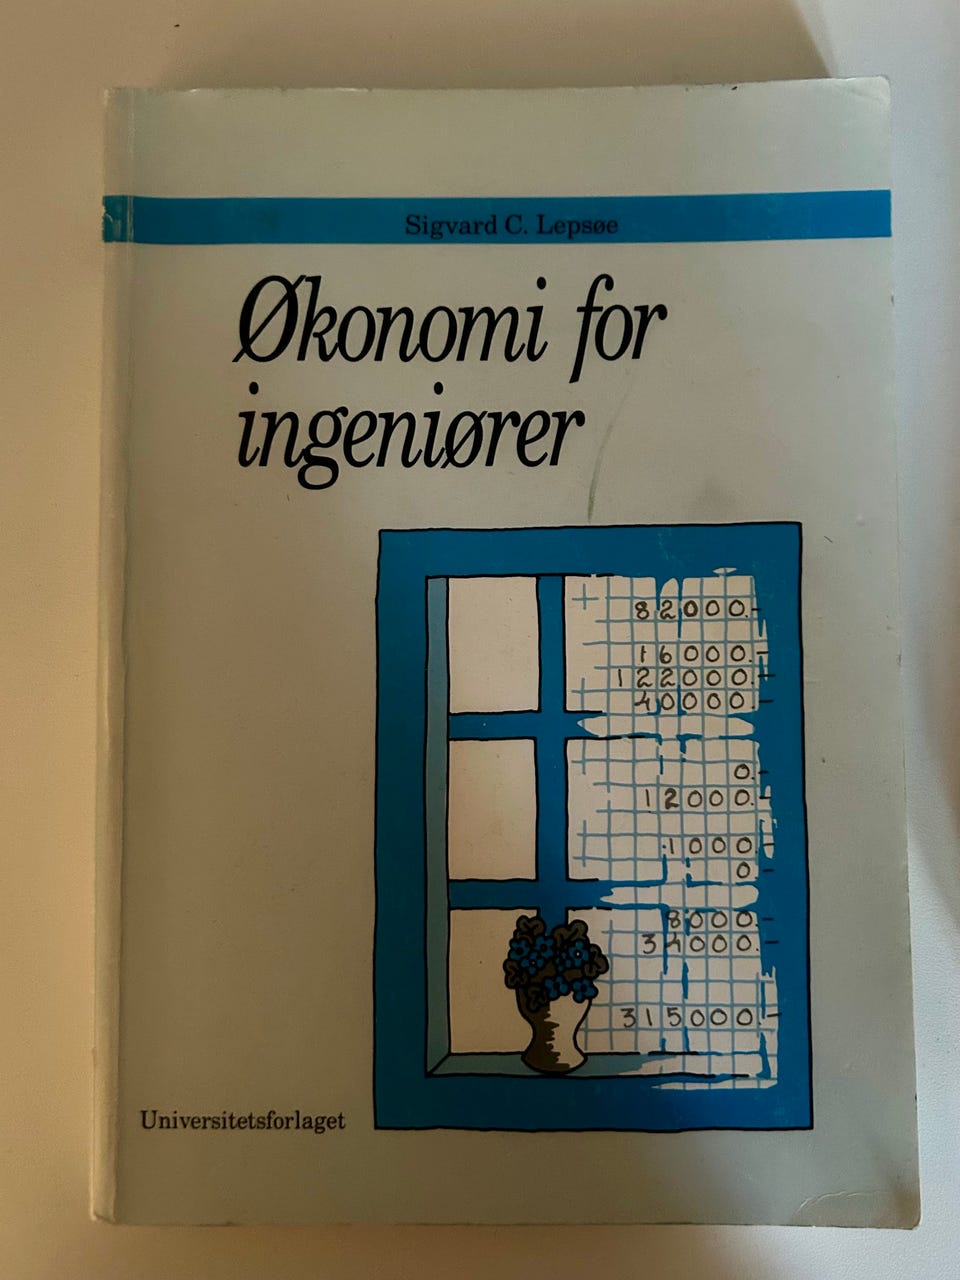 Sigvard C. Lepsøe
Økonomi for
ingeniører
82000.-
16000.-
122000.-
40000.-
0.-
12000.-
1000.-
0.-
8000.-
34000.-
315000.-
Universitetsforlaget